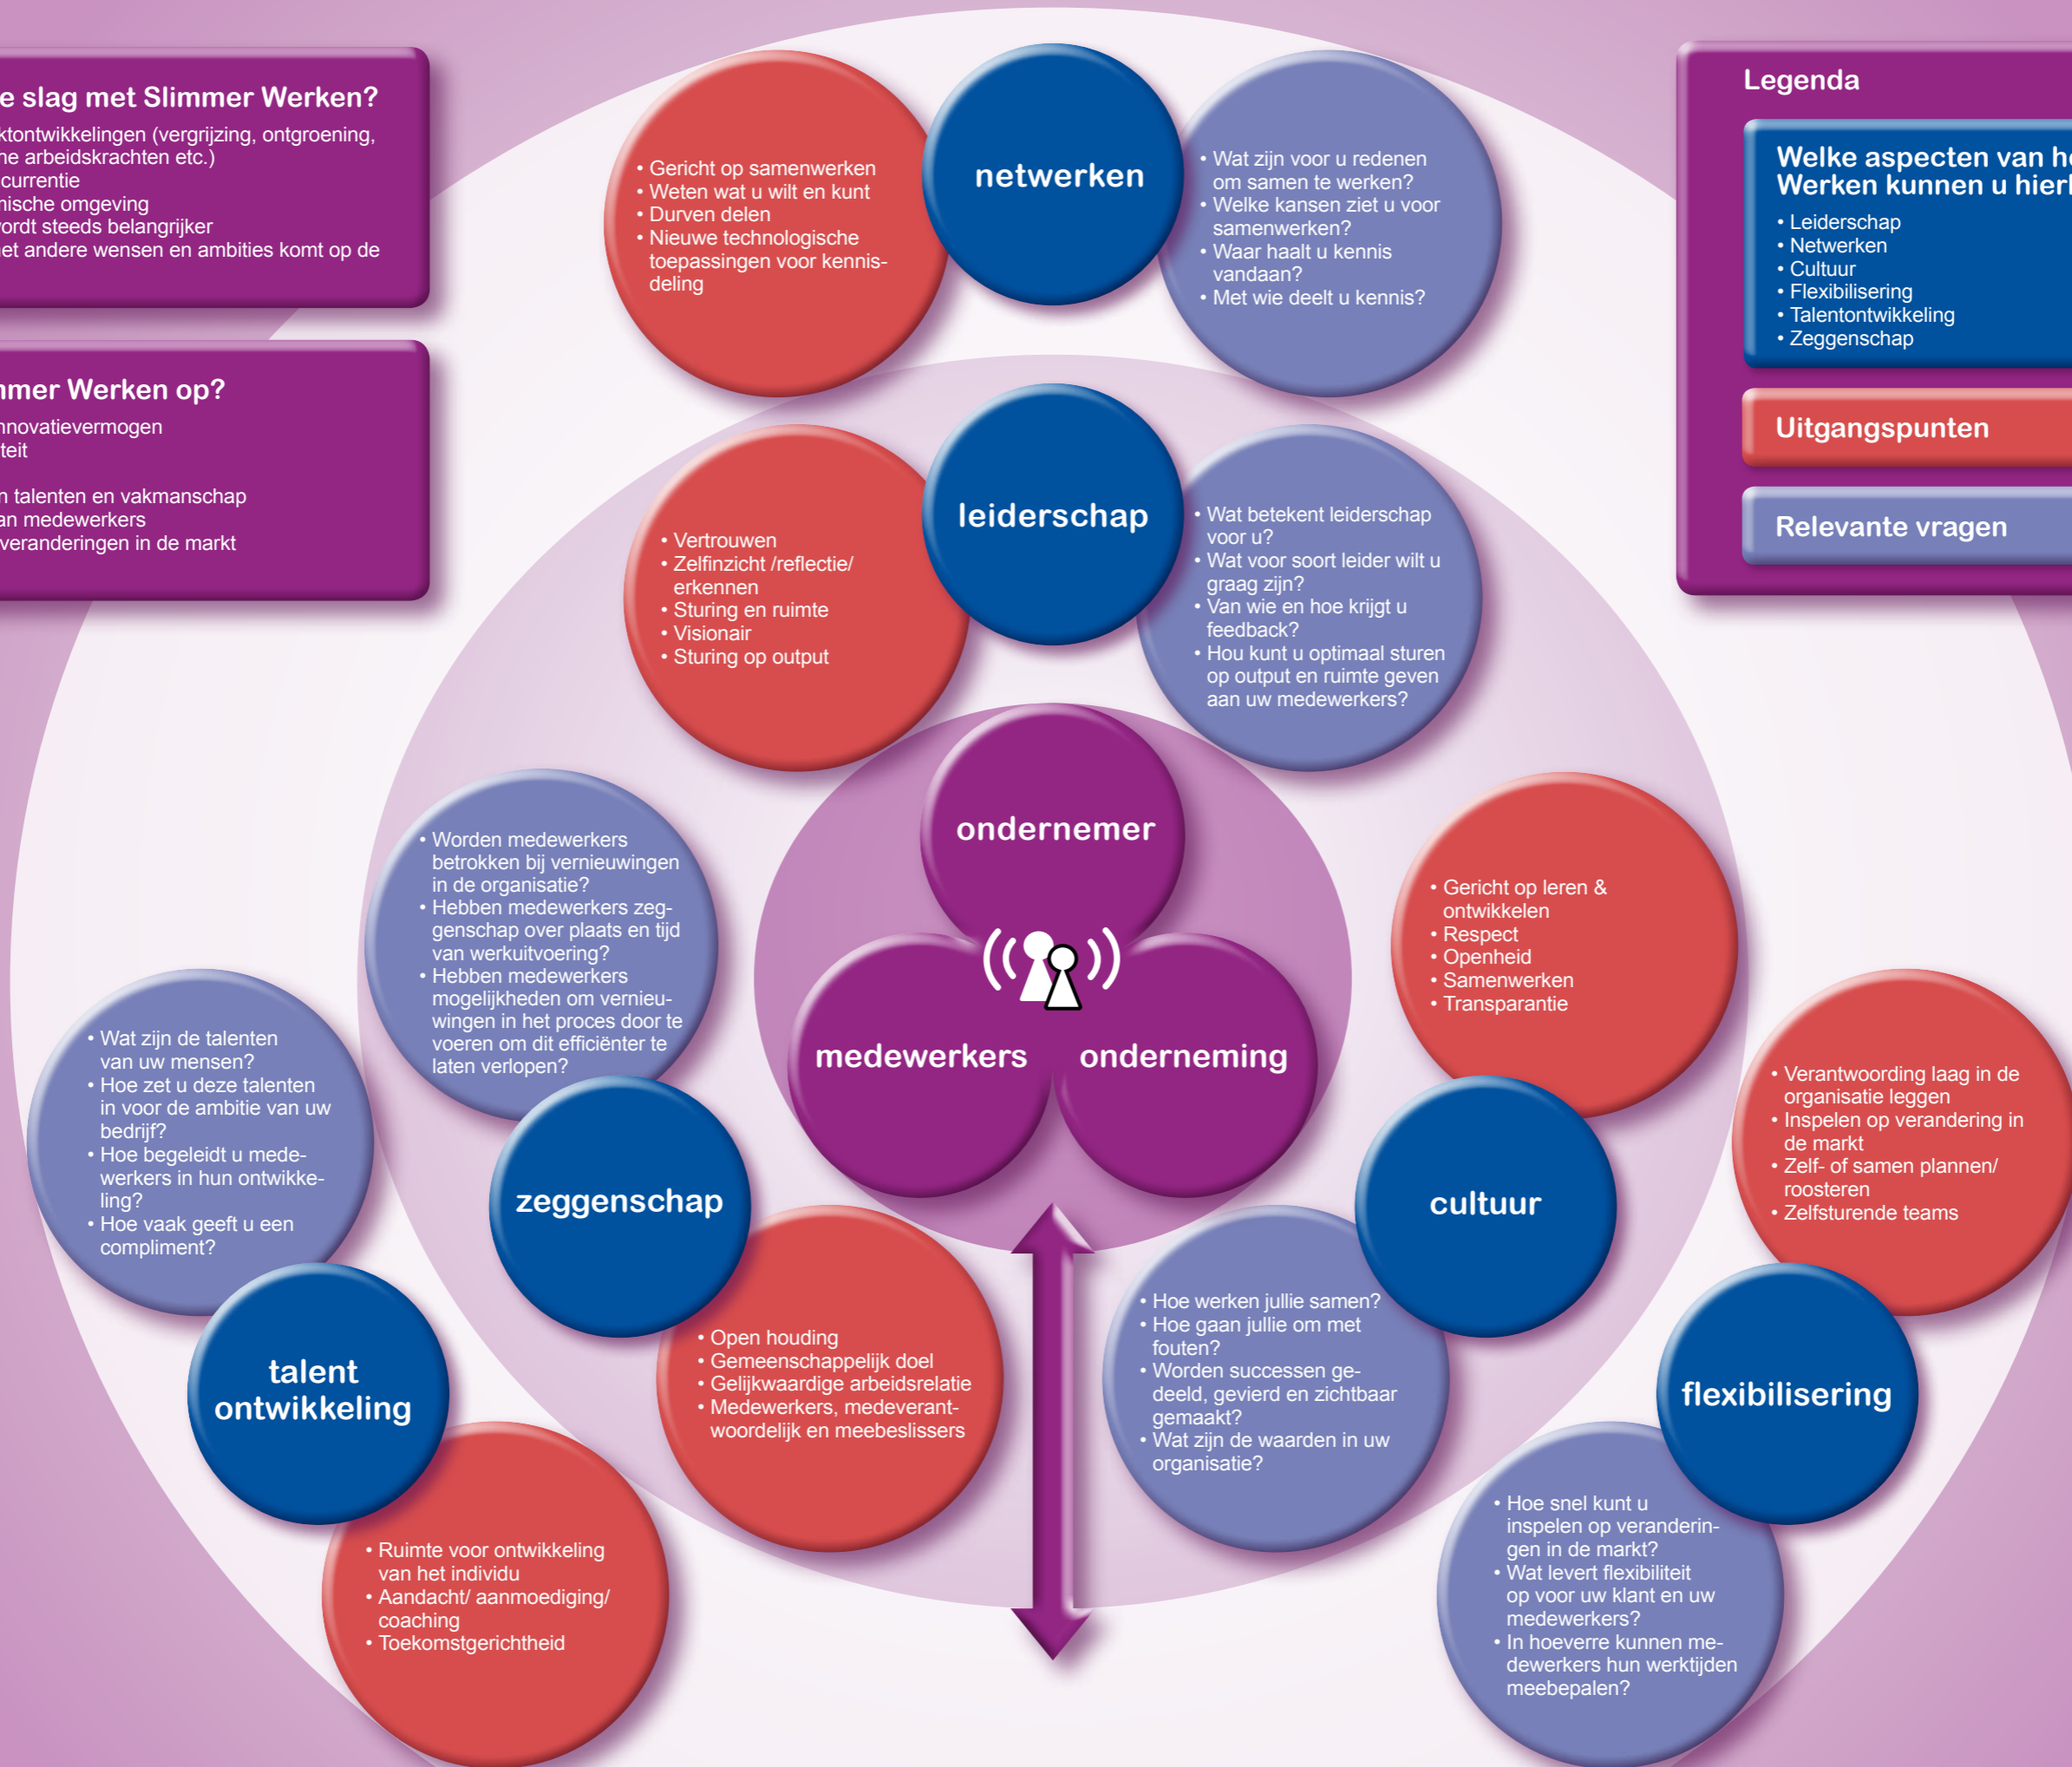 e slag met Slimmer Werken?
ktontwikkelingen (vergrijzing, ontgroening,
ne arbeidskrachten etc.)
currentie
mische omgeving
ordt steeds belangrijker
net andere wensen en ambities komt op de
mmer Werken op?
nnovatievermogen
teit
n talenten en vakmanschap
an medewerkers
veranderingen in de markt
• Gericht op samenwerken
• Weten wat u wilt en kunt
• Durven delen
• Nieuwe technologische
toepassingen voor kennis-
deling
netwerken
• Wat zijn voor u redenen
om samen te werken?
• Welke kansen ziet u voor
samenwerken?
• Waar haalt u kennis
vandaan?
• Met wie deelt u kennis?
Legenda
Welke aspecten van he
Werken kunnen u hierl
• Leiderschap
• Netwerken
• Cultuur
• Flexibilisering
• Talentontwikkeling
• Zeggenschap
Uitgangspunten
Relevante vragen
• Vertrouwen
• Zelfinzicht /reflectie/
erkennen
• Sturing en ruimte
• Visionair
• Sturing op output
leiderschap
• Wat betekent leiderschap
voor u?
• Wat voor soort leider wilt u
graag zijn?
• Van wie en hoe krijgt u
feedback?
• Hou kunt u optimaal sturen
op output en ruimte geven
aan uw medewerkers?
ondernemer
medewerkers
onderneming
• Worden medewerkers
betrokken bij vernieuwingen
in de organisatie?
• Hebben medewerkers zeg-
genschap over plaats en tijd
van werkuitvoering?
• Hebben medewerkers
mogelijkheden om vernieu-
wingen in het proces door te
voeren om dit efficiënter te
laten verlopen?
zeggenschap
• Open houding
• Gemeenschappelijk doel
• Gelijkwaardige arbeidsrelatie
• Medewerkers, medeverant-
woordelijk en meebeslissers
• Gericht op leren &
ontwikkelen
• Respect
• Openheid
• Samenwerken
• Transparantie
cultuur
• Hoe werken jullie samen?
• Hoe gaan jullie om met
fouten?
• Worden successen ge-
deeld, gevierd en zichtbaar
gemaakt?
• Wat zijn de waarden in uw
organisatie?
• Wat zijn de talenten
van uw mensen?
• Hoe zet u deze talenten
in voor de ambitie van uw
bedrijf?
• Hoe begeleidt u mede-
werkers in hun ontwikke-
ling?
• Hoe vaak geeft u een
compliment?
talent
ontwikkeling
• Ruimte voor ontwikkeling
van het individu
• Aandacht/ aanmoediging/
coaching
• Toekomstgerichtheid
• Verantwoording laag in de
organisatie leggen
• Inspelen op verandering in
de markt
• Zelf- of samen plannen/
roosteren
• Zelfsturende teams
flexibilisering
• Hoe snel kunt u
inspelen op veranderin-
gen in de markt?
• Wat levert flexibiliteit
op voor uw klant en uw
medewerkers?
• In hoeverre kunnen me-
dewerkers hun werktijden
meebepalen?